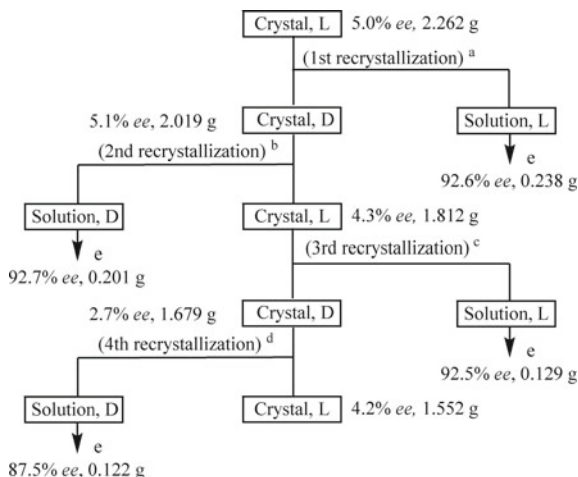 Crystal, L 5.0% ee, 2.262 g
(1st recrystallization) a
5.1% ee, 2.019 g Crystal, D Solution, L
(2nd recrystallization) b e
92.6% ee, 0.238 g
Solution, D Crystal, L 4.3% ee, 1.812 g
e (3rd recrystallization) c
92.7% ee, 0.201 g
2.7% ee, 1.679 g Crystal, D Solution, L
(4th recrystallization) d e
92.5% ee, 0.129 g
Solution, D Crystal, L 4.2% ee, 1.552 g
e
87.5% ee, 0.122 g